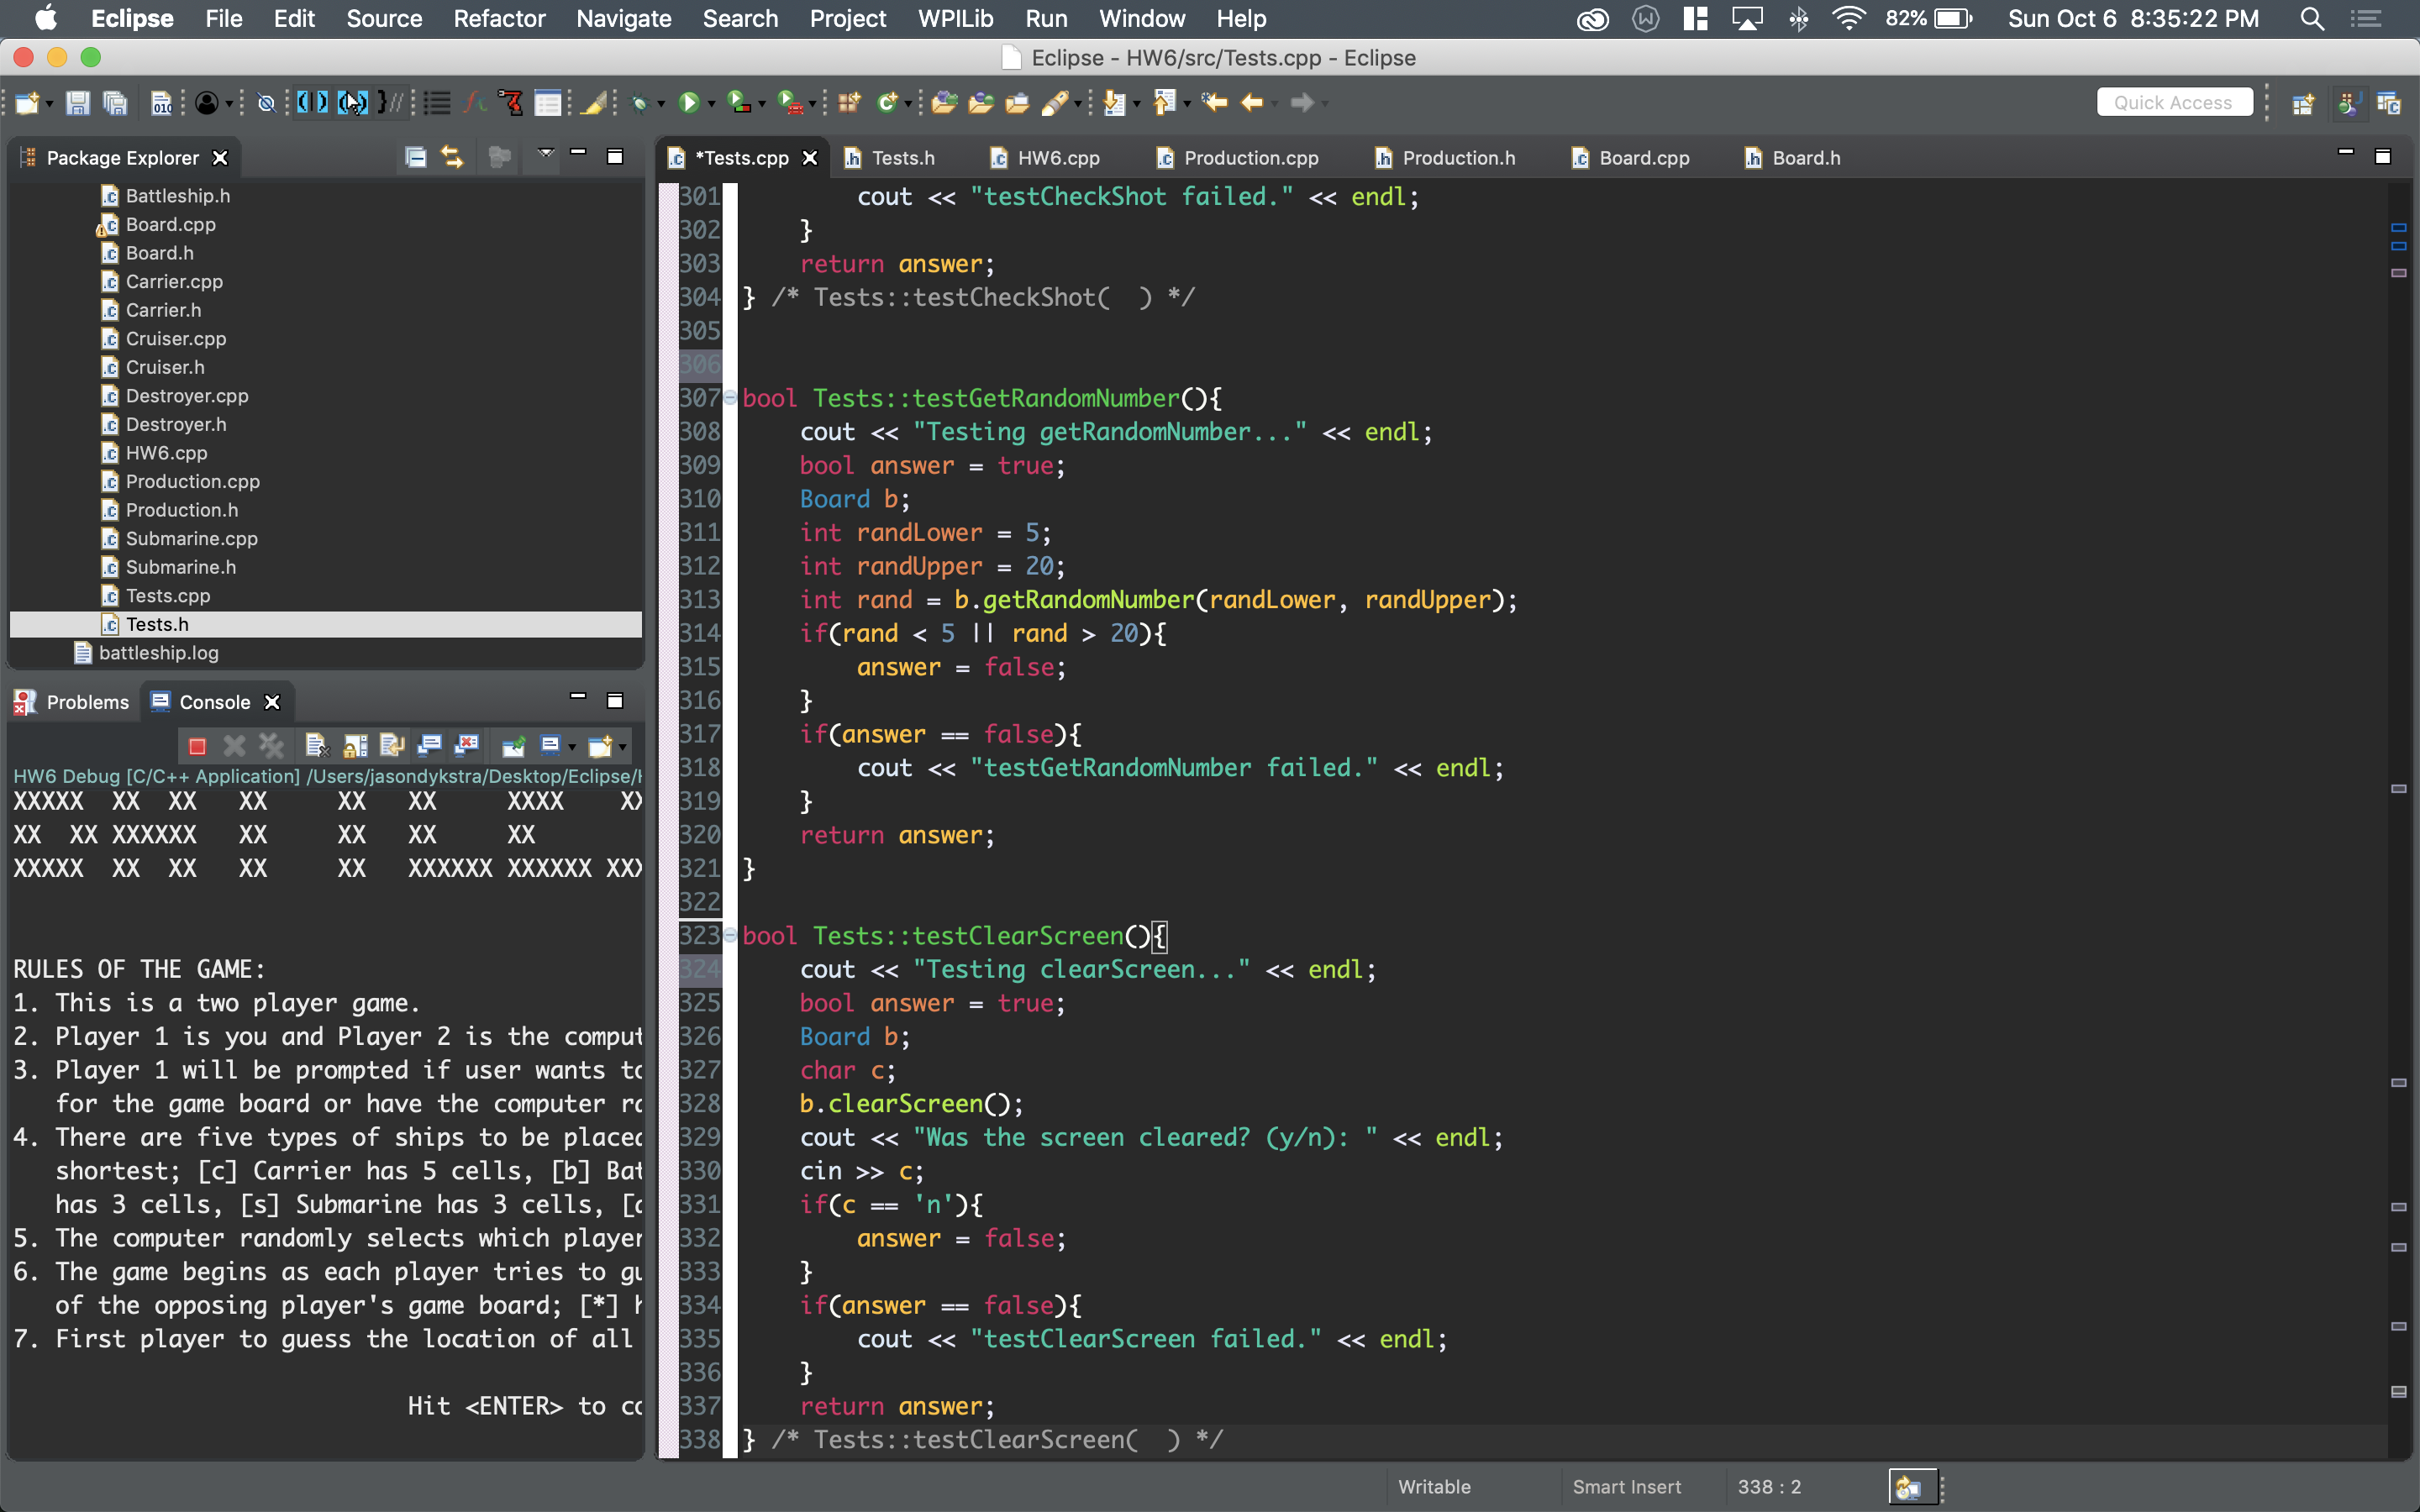 Eclipse File Edit Source Refactor Navigate Search Project WPILib Run Window Help 82% Sun Oct 6 8:35:22 PM
Eclipse - HW6/src/Tests.cpp - Eclipse
Quick Access
Package Explorer
Battleship.h
Board.cpp
Board.h
Carrier.cpp
Carrier.h
Cruiser.cpp
Cruiser.h
Destroyer.cpp
Destroyer.h
HW6.cpp
Production.cpp
Production.h
Submarine.cpp
Submarine.h
Tests.cpp
Tests.h
battleship.log
Problems Console
HW6 Debug [C/C++ Application] /Users/jasondykstra/Desktop/Eclipse/
XXXXX  XX  XX   XX     XX   XX     XXXX    XX
XX  XX XXXXXX   XX     XX   XX     XX
XXXXX  XX  XX   XX     XX   XXXXXX XXXXXX XXX
RULES OF THE GAME:
1. This is a two player game.
2. Player 1 is you and Player 2 is the comput
3. Player 1 will be prompted if user wants to
for the game board or have the computer ra
4. There are five types of ships to be placed
shortest; [c] Carrier has 5 cells, [b] Bat
has 3 cells, [s] Submarine has 3 cells, [d
5. The computer randomly selects which player
6. The game begins as each player tries to gu
of the opposing player's game board; [*] h
7. First player to guess the location of all
Hit <ENTER> to co
*Tests.cpp Tests.h HW6.cpp Production.cpp Production.h Board.cpp Board.h
301         cout << "testCheckShot failed." << endl;
302     }
303     return answer;
304 } /* Tests::testCheckShot(  ) */
305
306
307 bool Tests::testGetRandomNumber(){
308     cout << "Testing getRandomNumber..." << endl;
309     bool answer = true;
310     Board b;
311     int randLower = 5;
312     int randUpper = 20;
313     int rand = b.getRandomNumber(randLower, randUpper);
314     if(rand < 5 || rand > 20){
315         answer = false;
316     }
317     if(answer == false){
318         cout << "testGetRandomNumber failed." << endl;
319     }
320     return answer;
321 }
322
323 bool Tests::testClearScreen(){
324     cout << "Testing clearScreen..." << endl;
325     bool answer = true;
326     Board b;
327     char c;
328     b.clearScreen();
329     cout << "Was the screen cleared? (y/n): " << endl;
330     cin >> c;
331     if(c == 'n'){
332         answer = false;
333     }
334     if(answer == false){
335         cout << "testClearScreen failed." << endl;
336     }
337     return answer;
338 } /* Tests::testClearScreen(  ) */
Writable Smart Insert 338 : 2